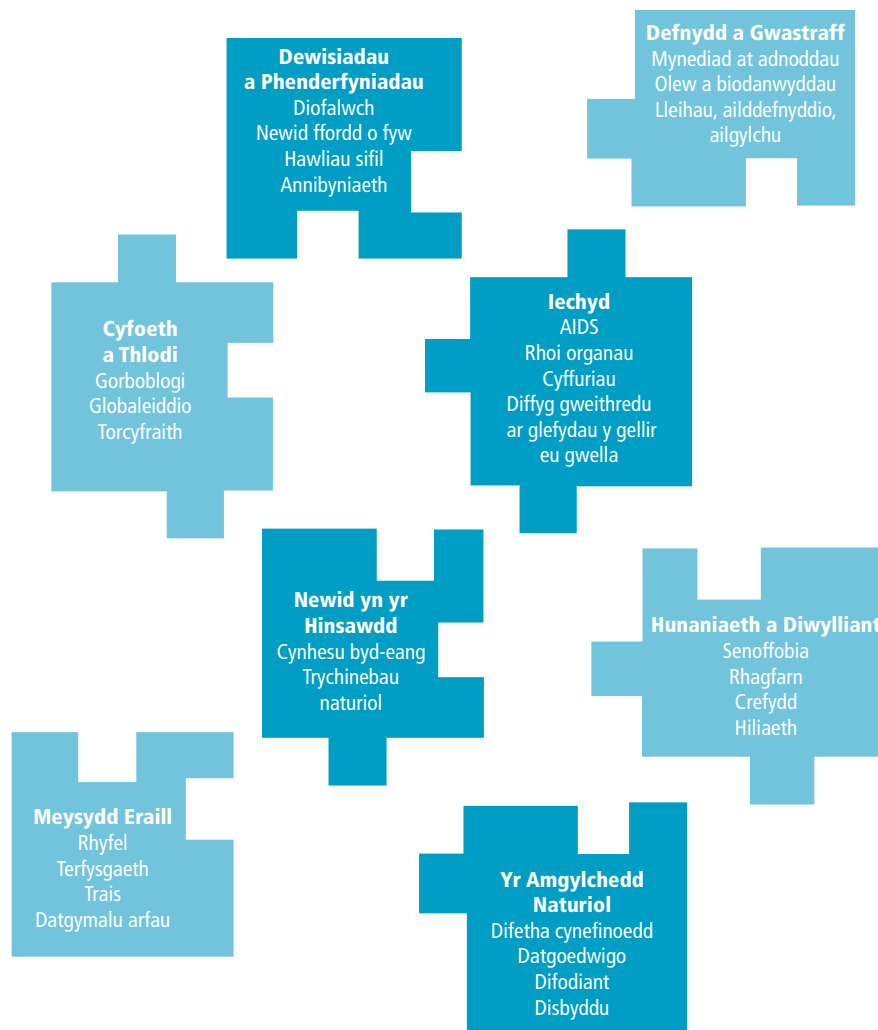 Dewisiadau
a Phenderfyniadau
Diofalwch
Newid ffordd o fyw
Hawliau sifil
Annibyniaeth
Defnydd a Gwastraff
Mynediad at adnoddau
Olew a biodanwyddau
Lleihau, ailddefnyddio,
ailgylchu
Cyfoeth
a Thlodi
Gorboblogi
Globaleiddio
Torcyfraith
Iechyd
AIDS
Rhoi organau
Cyffuriau
Diffyg gweithredu
ar glefydau y gellir
eu gwella
Newid yn yr
Hinsawdd
Cynhesu byd-eang
Trychinebau
naturiol
Hunaniaeth a Diwylliant
Senoffobia
Rhagfarn
Crefydd
Hiliaeth
Meysydd Eraill
Rhyfel
Terfysgaeth
Trais
Datgymalu arfau
Yr Amgylchedd
Naturiol
Difetha cynefinoedd
Datgoedwigo
Difodiant
Disbyddu